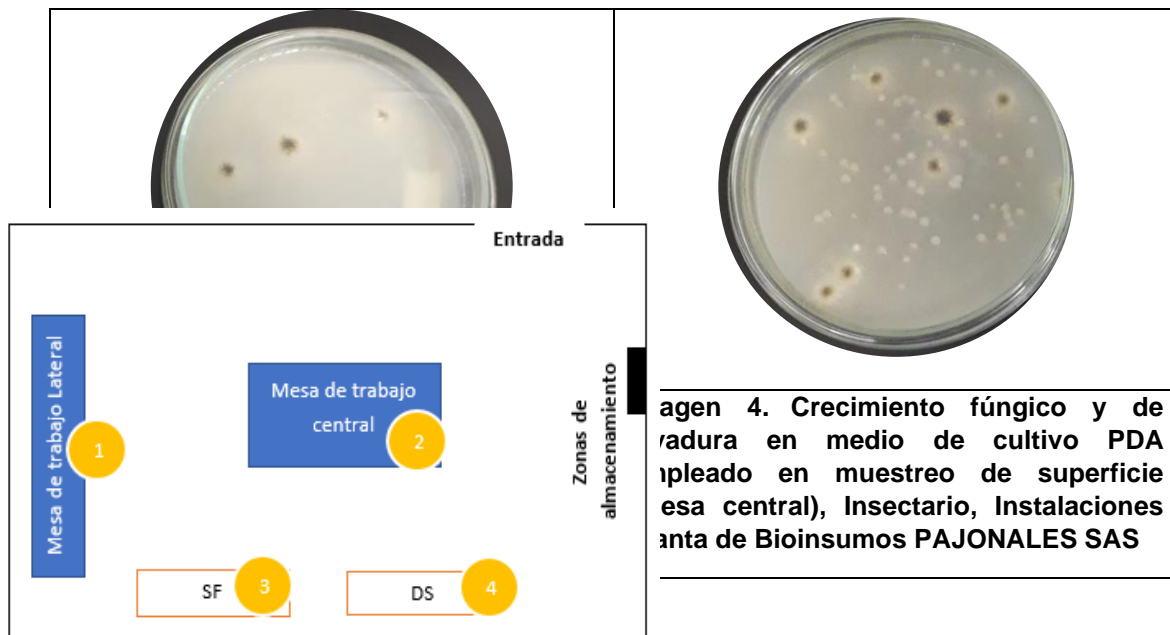 Entrada
Mesa de trabajo Lateral
1
Mesa de trabajo
central
2
Zonas de
almacenamiento
SF
3
DS
4
agen 4. Crecimiento fúngico y de
vadura en medio de cultivo PDA
mpleado en muestreo de superficie
esa central), Insectario, Instalaciones
anta de Bioinsumos PAJONALES SAS